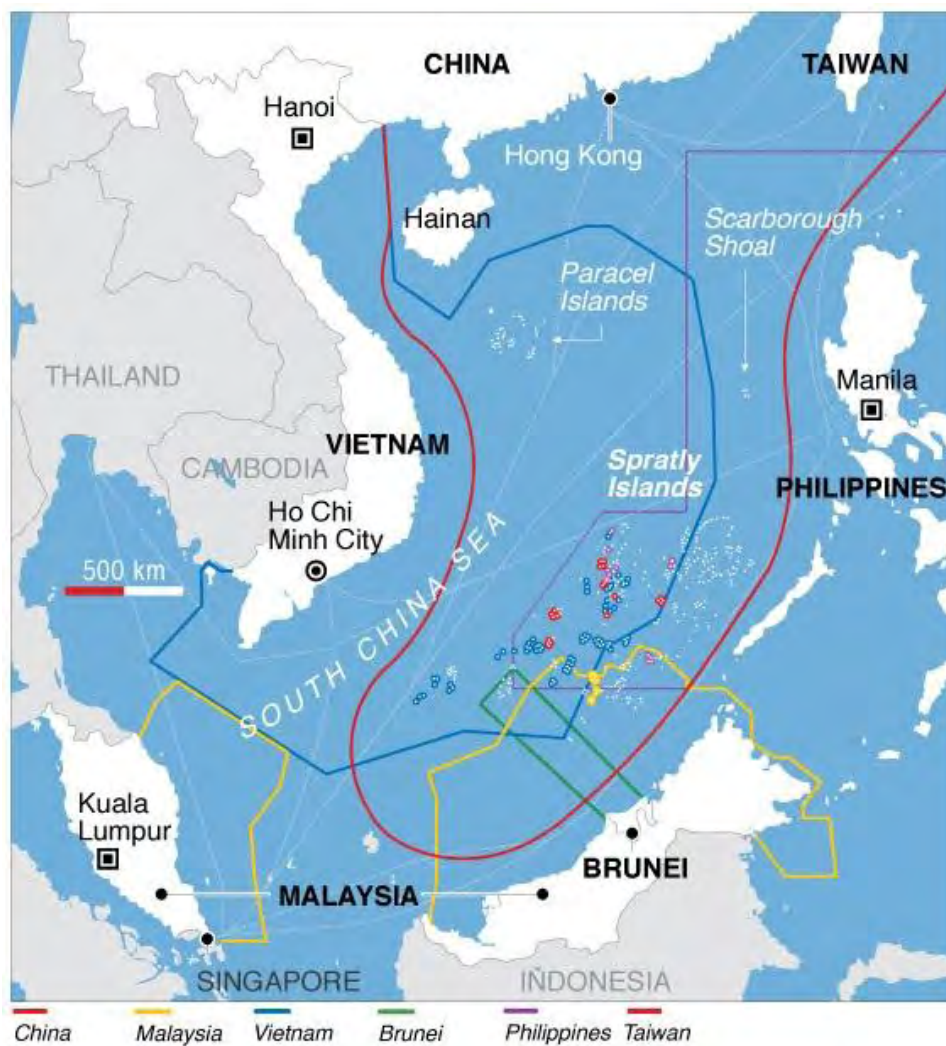 CHINA
TAIWAN
Hanoi
Hong Kong
Hainan
Scarborough
Shoal
Paracel
Islands
THAILAND
Manila
VIETNAM
CAMBODIA
Spratly
Islands
PHILIPPINES
Ho Chi
Minh City
500 km
SOUTH CHINA SEA
Kuala
Lumpur
BRUNEI
MALAYSIA
SINGAPORE
INDONESIA
China
Malaysia
Vietnam
Brunei
Philippines
Taiwan